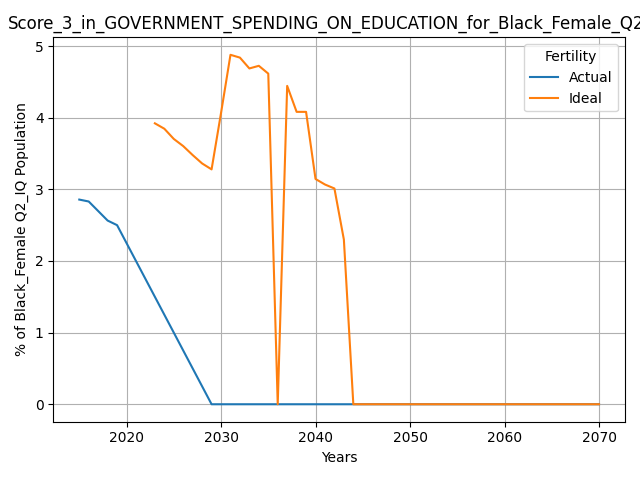 Score_3_in_GOVERNMENT_SPENDING_ON_EDUCATION_for_Black_Female_Q2
Fertility
Actual
Ideal
% of Black_Female Q2_IQ Population
5
4
3
2
1
0
2020 2030 2040 2050 2060 2070
Years